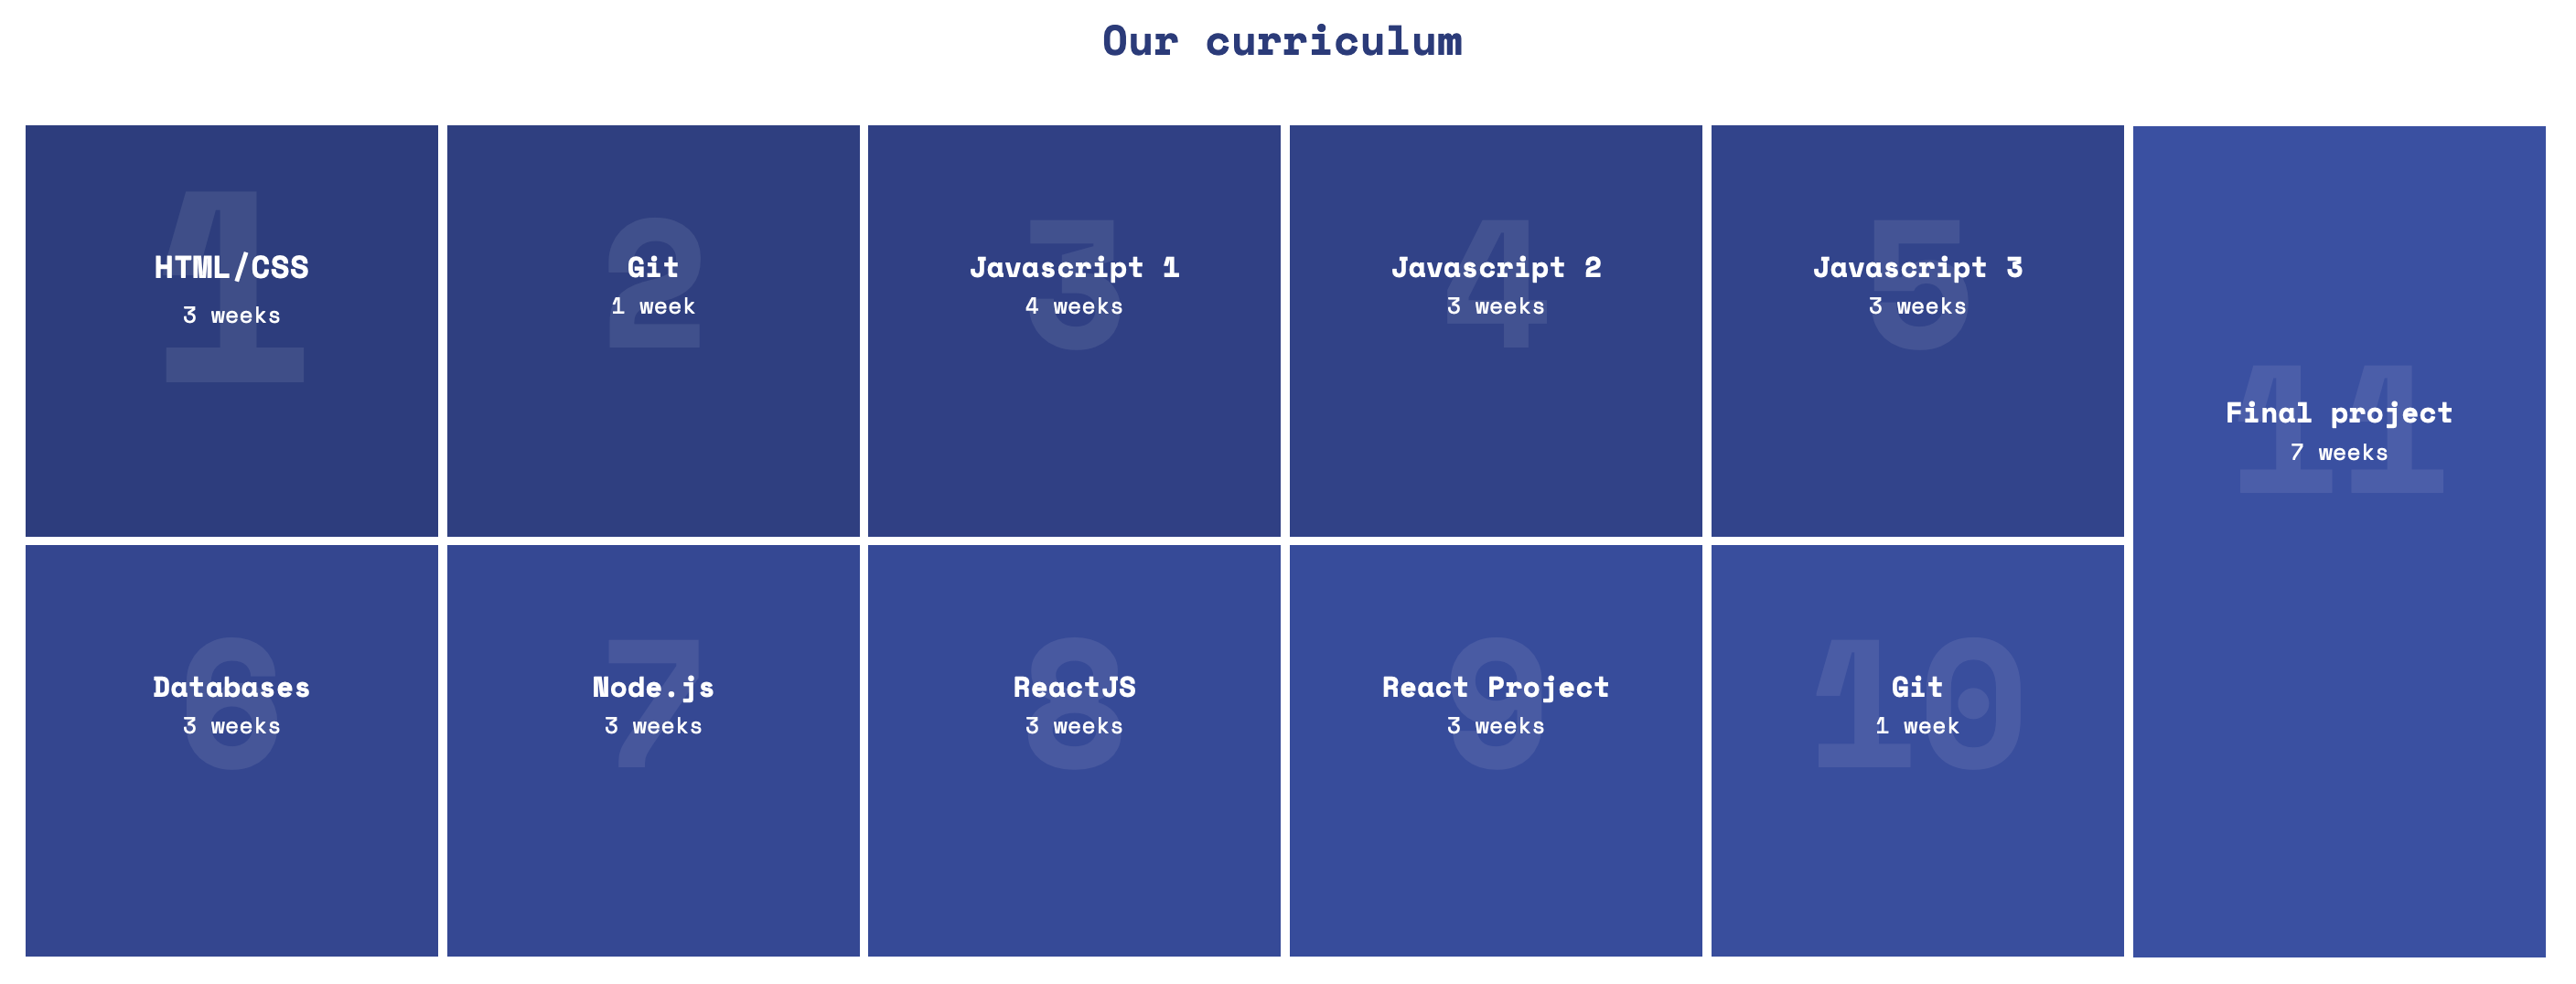 Our curriculum
1
HTML/CSS
3 weeks
2
Git
1 week
3
Javascript 1
4 weeks
4
Javascript 2
3 weeks
5
Javascript 3
3 weeks
6
Databases
3 weeks
7
Node.js
3 weeks
8
ReactJS
3 weeks
9
React Project
3 weeks
10
Git
1 week
11
Final project
7 weeks